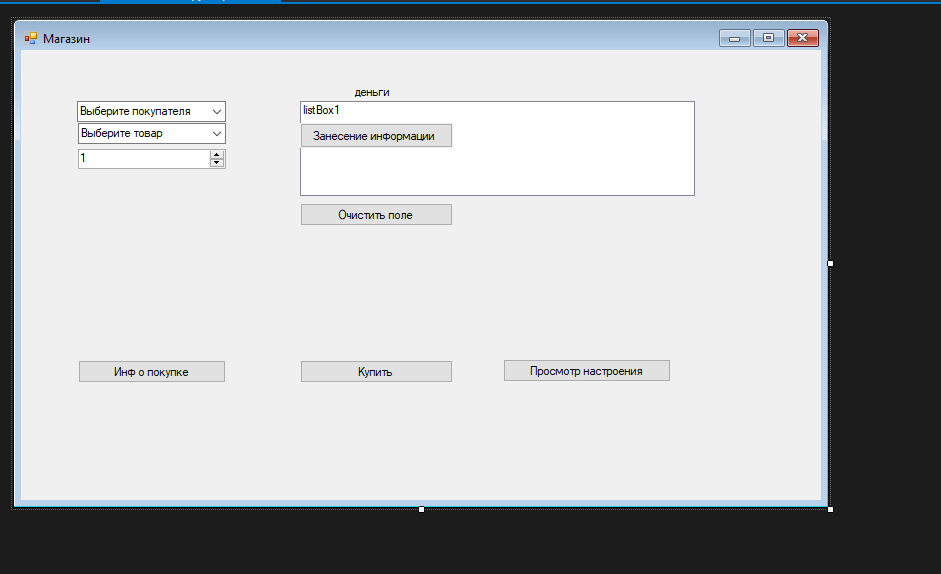 Магазин
деньги
Выберите покупателя
listBox1
Выберите товар
Занесение информации
1
Очистить поле
Инф о покупке
Купить
Просмотр настроения